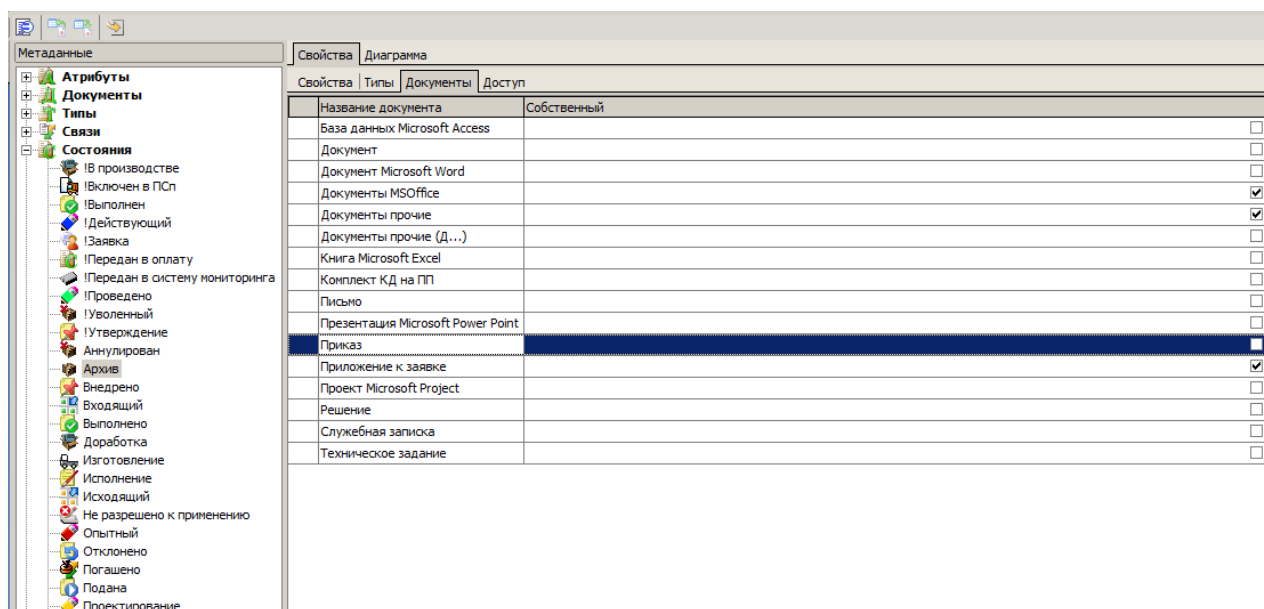 Метаданные
Атрибуты
Документы
Типы
Связи
Состояния
!В производстве
!Включен в ПСп
!Выполнен
!Действующий
!Заявка
!Передан в оплату
!Передан в систему мониторинга
!Проведено
!Уволенный
!Утверждение
Аннулирован
Архив
Внедрено
Входящий
Выполнено
Доработка
Изготовление
Исполнение
Исходящий
Не разрешено к применению
Опытный
Отклонено
Погашено
Подана
Проектирование
Свойства Диаграмма
Свойства Типы Документы Доступ
Название документа Собственный
База данных Microsoft Access
Документ
Документ Microsoft Word
Документы MSOffice
Документы прочие
Документы прочие (Д...)
Книга Microsoft Excel
Комплект КД на ПП
Письмо
Презентация Microsoft Power Point
Приказ
Приложение к заявке
Проект Microsoft Project
Решение
Служебная записка
Техническое задание